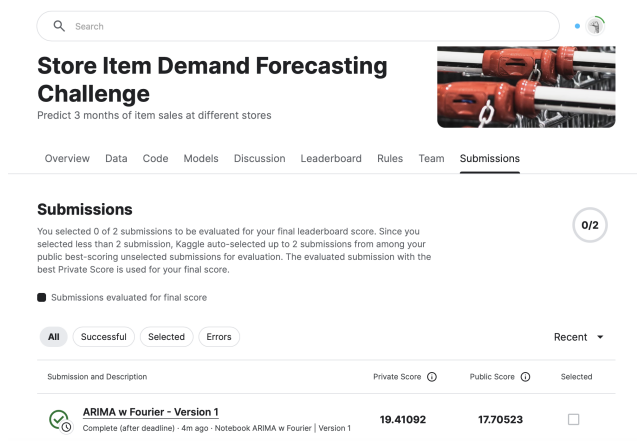 Search
Store Item Demand Forecasting
Challenge
Predict 3 months of item sales at different stores
Overview Data Code Models Discussion Leaderboard Rules Team Submissions
Submissions
0/2
You selected 0 of 2 submissions to be evaluated for your final leaderboard score. Since you
selected less than 2 submission, Kaggle auto-selected up to 2 submissions from among your
public best-scoring unselected submissions for evaluation. The evaluated submission with the
best Private Score is used for your final score.
Submissions evaluated for final score
All Successful Selected Errors Recent
Submission and Description Private Score Public Score Selected
ARIMA w Fourier - Version 1 19.41092 17.70523
Complete (after deadline) · 4m ago · Notebook ARIMA w Fourier | Version 1